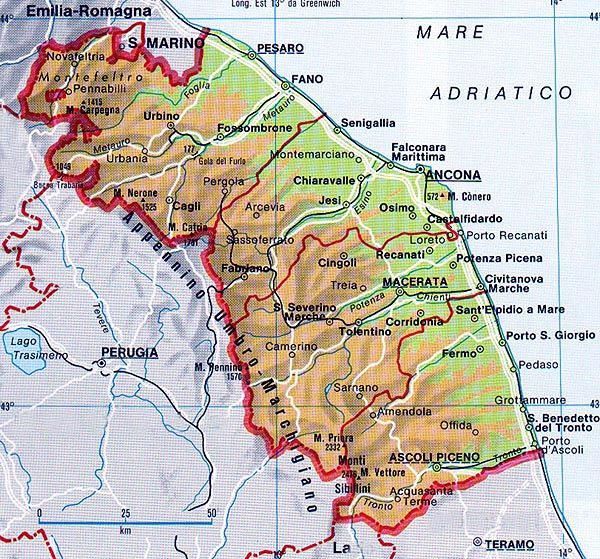 Long. Est 13° da Greenwich
14°
44°
44°
Emilia-Romagna
MARE
ADRIATICO
S. MARINO
PESARO
Novafeltria
Montefeltro
Pennabilli
1415
M. Carpegna
FANO
Foglia
Metauro
Urbino
Fossombrone
Senigallia
Metauro
177
Urbania
Gola del Furlo
1049
Bocca Trabaria
Montemarciano
Falconara
Marittima
ANCONA
Chiaravalle
Pergola
M. Nerone
1525
Cagli
Jesi
Esino
572
M. Cònero
Osimo
Arcevia
M. Catria
1701
Castelfidardo
Loreto
Porto Recanati
Sassoferrato
Recanati
Potenza Picena
Fabriano
Cingoli
Treia
MACERATA
Civitanova
Marche
Potenza
Chienti
S. Severino
Marche
Tolentino
Corridonia
Sant'Elpidio a Mare
Appennino Umbro-Marchigiano
Tevere
Lago
Trasimeno
PERUGIA
Camerino
Fermo
Porto S. Giorgio
M. Pennino
1570
Pedaso
Sarnano
Grottammare
43°
43°
Amendola
Offida
S. Benedetto
del Tronto
M. Priora
2332
Porto
d'Ascoli
ASCOLI PICENO
Tronto
Monti
Sibillini
2476
M. Vettore
Acquasanta
Terme
Tronto
0
50
km
13°
La
TERAMO
14°